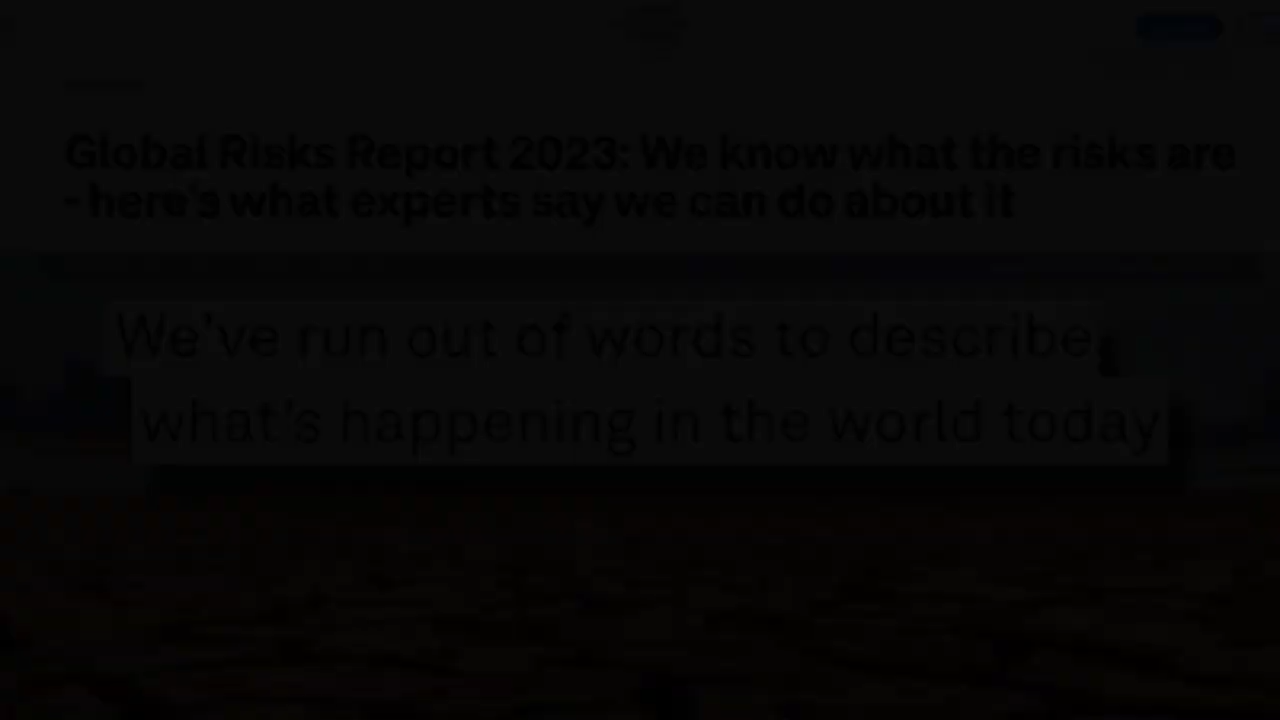 Global Risks Report 2023: We know what the risks are
- here's what experts say we can do about it
We've run out of words to describe
what's happening in the world today